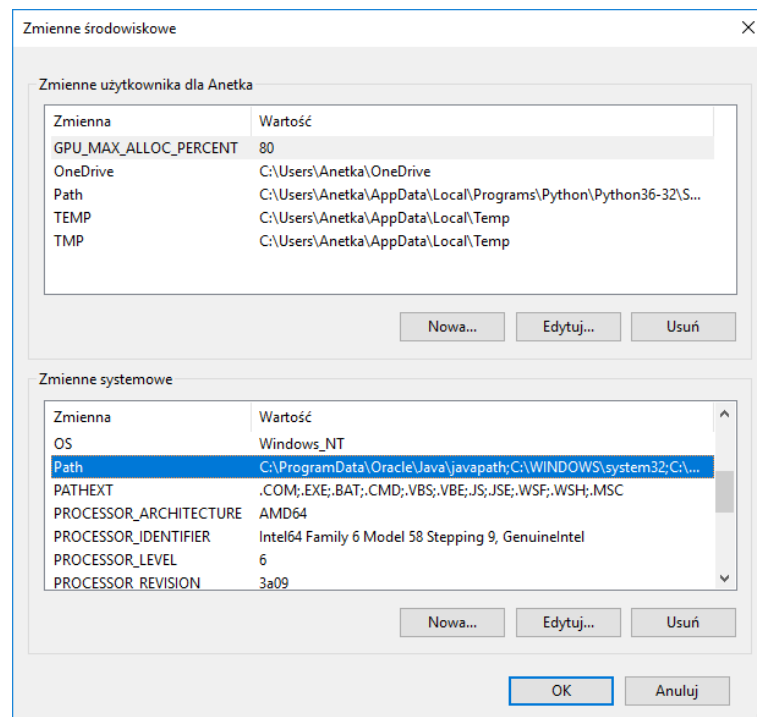 Zmienne środowiskowe
Zmienne użytkownika dla Anetka
Zmienna Wartość
GPU_MAX_ALLOC_PERCENT 80
OneDrive C:\Users\Anetka\OneDrive
Path C:\Users\Anetka\AppData\Local\Programs\Python\Python36-32\S...
TEMP C:\Users\Anetka\AppData\Local\Temp
TMP C:\Users\Anetka\AppData\Local\Temp
Nowa... Edytuj... Usuń
Zmienne systemowe
Zmienna Wartość
OS Windows_NT
Path C:\ProgramData\Oracle\Java\javapath;C:\WINDOWS\system32;C:\...
PATHEXT .COM;.EXE;.BAT;.CMD;.VBS;.VBE;.JS;.JSE;.WSF;.WSH;.MSC
PROCESSOR_ARCHITECTURE AMD64
PROCESSOR_IDENTIFIER Intel64 Family 6 Model 58 Stepping 9, GenuineIntel
PROCESSOR_LEVEL 6
PROCESSOR_REVISION 3a09
Nowa... Edytuj... Usuń
OK Anuluj